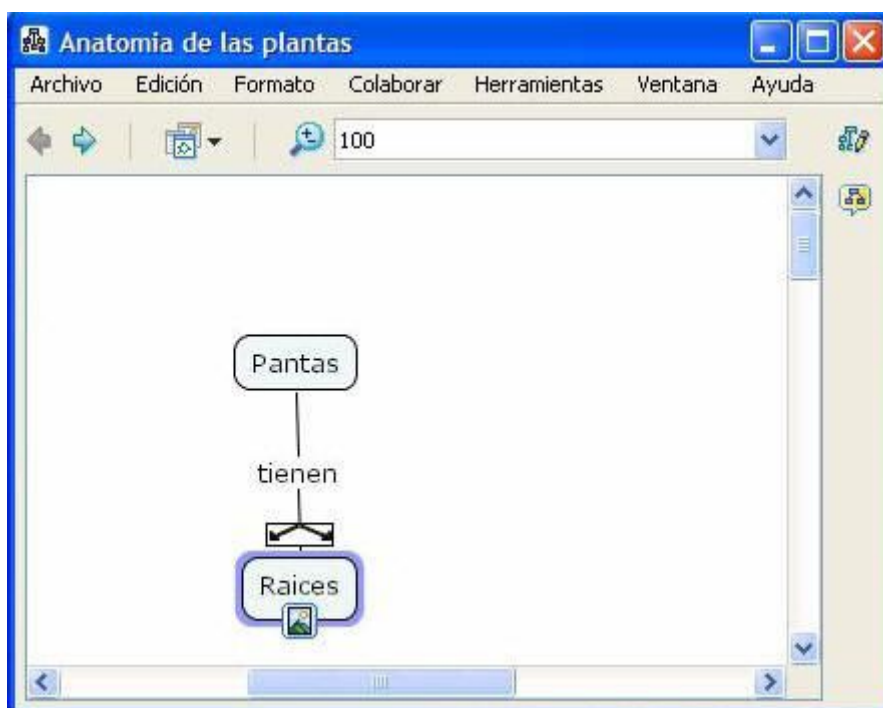 Anatomia de las plantas
Archivo Edición Formato Colaborar Herramientas Ventana Ayuda
100
Pantas
tienen
Raices